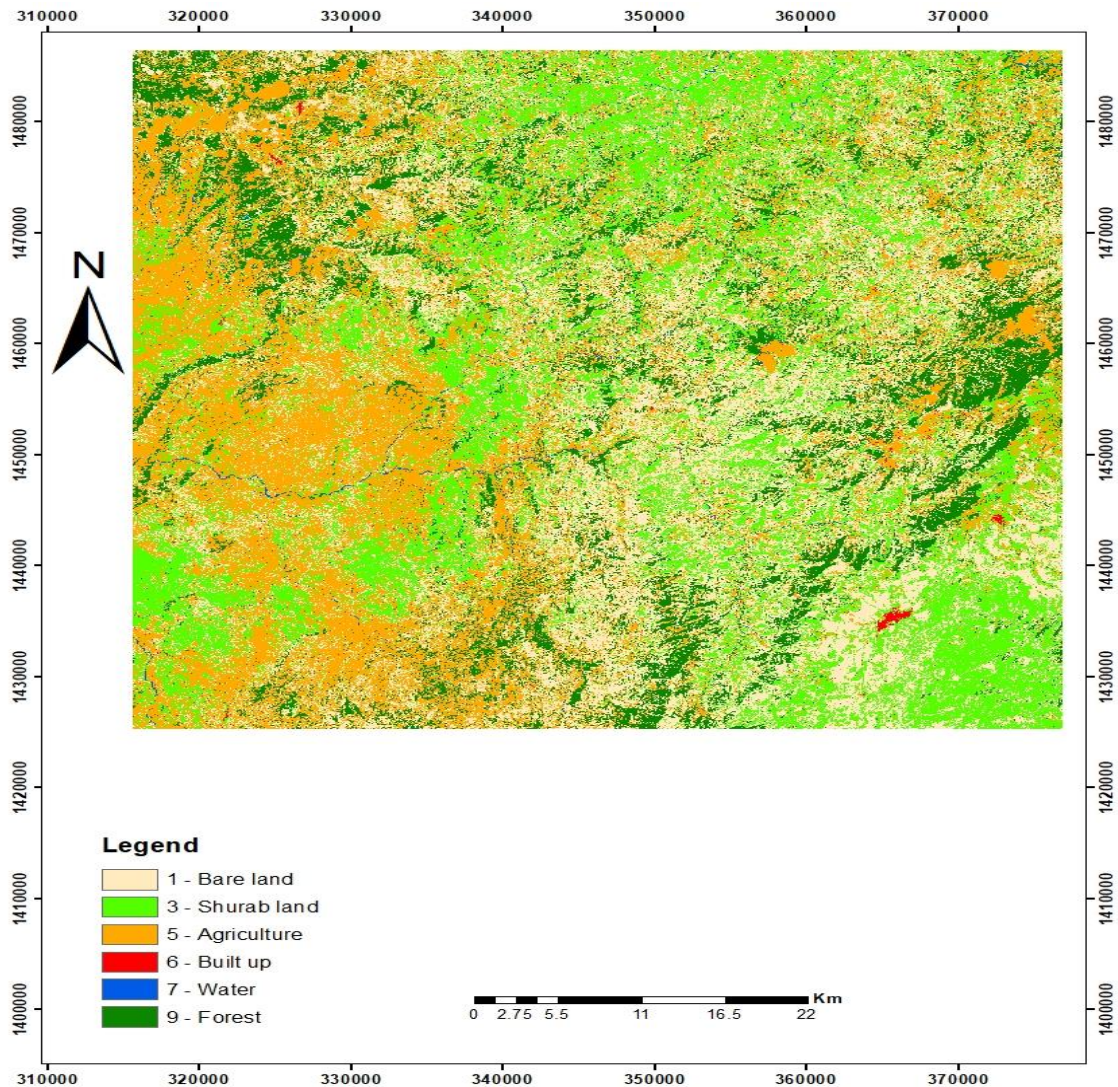 310000 320000 330000 340000 350000 360000 370000
1480000 1480000
1470000 1470000
N
1460000 1460000
1450000 1450000
1440000 1440000
1430000 1430000
1420000 1420000
Legend
1 - Bare land
1410000 1410000
3 - Shurab land
5 - Agriculture
6 - Built up
7 - Water
Km
1400000 1400000
9 - Forest
0 2.75 5.5 11 16.5 22
310000 320000 330000 340000 350000 360000 370000